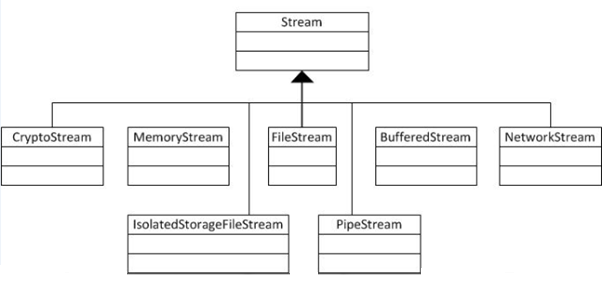 Stream
CryptoStream
MemoryStream
FileStream
BufferedStream
NetworkStream
IsolatedStorageFileStream
PipeStream